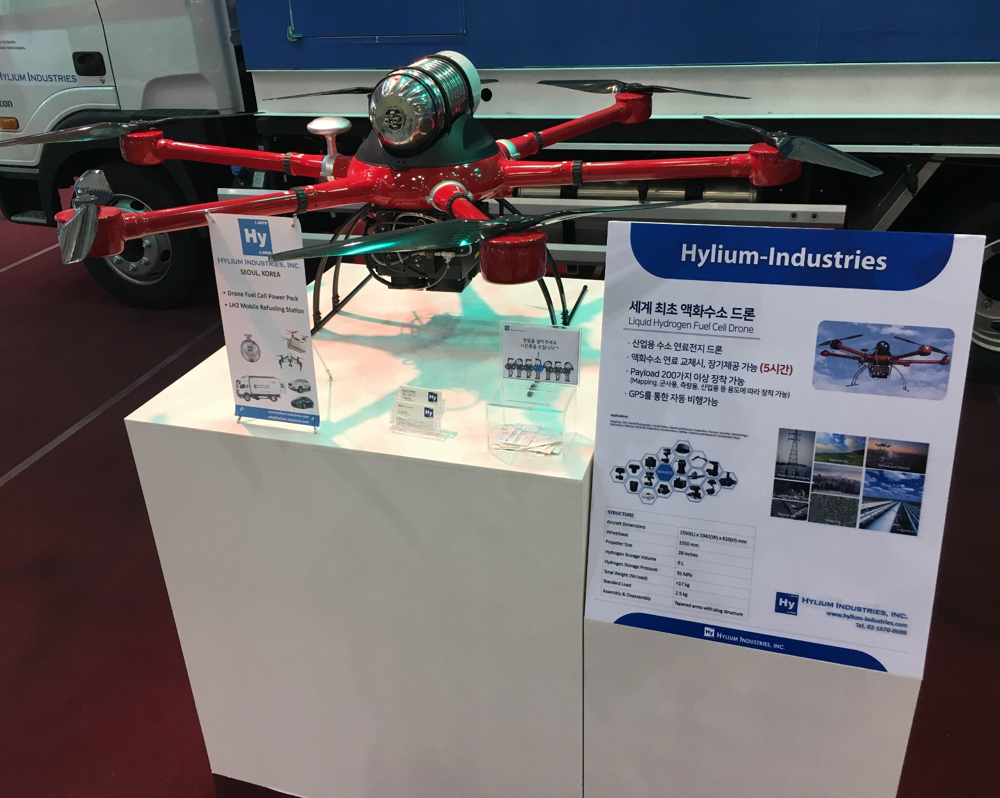 HYLIUM INDUSTRIES
1.0079
Hy
4.0026
HYLIUM INDUSTRIES, INC.
SEOUL, KOREA
• Drone Fuel Cell Power Pack
• LH2 Mobile Refueling Station
www.hylium-industries.com
info@hylium-industries.com
명함을 넣어주세요
사은품을 드립니다^^
Hy
Hy
Hylium-Industries
세계 최초 액화수소 드론
Liquid Hydrogen Fuel Cell Drone
· 산업용 수소 연료전지 드론
· 액화수소 연료 교체시, 장기체공 가능 (5시간)
· Payload 200가지 이상 장착 가능
(Mapping, 군사용, 측량용, 산업용 등 용도에 따라 장착 가능)
· GPS를 통한 자동 비행가능
Applications
MOUNTS
Agriculture
STRUCTURE
Aircraft Dimensions 1550(L) x 1342(W) x 610(H) mm
Wheelbase 1550 mm
Propeller Size 28 inches
Hydrogen Storage Volume 9 L
Hydrogen Storage Pressure 35 MPa
Total Weight (No load) <17 kg
Standard Load 2.5 kg
Assembly & Disassembly Tapered arms with plug structure
Hy
HYLIUM INDUSTRIES, INC.
www.hylium-industries.com
Tel. 02-1670-0609
Hy HYLIUM INDUSTRIES, INC.